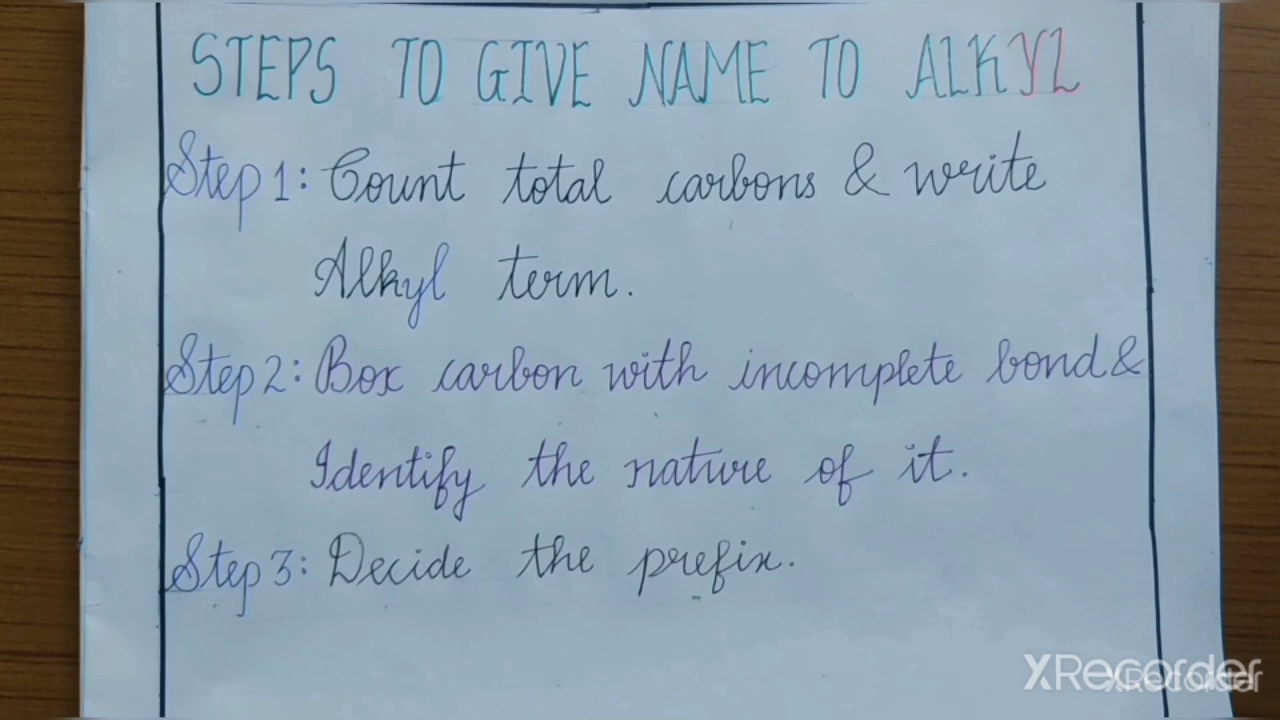 STEPS TO GIVE NAME TO ALKYL
Step 1: Count total carbons & write
Alkyl term.
Step 2: Box carbon with incomplete bond &
Identify the nature of it.
Step 3: Decide the prefix.
XRecorder
XRecorder